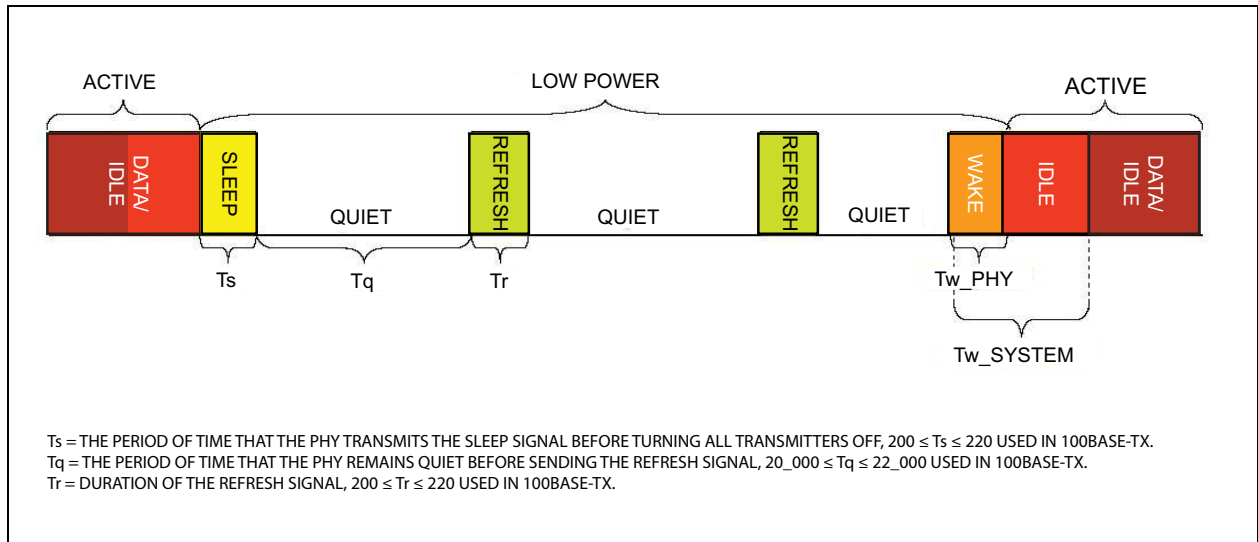 ACTIVE
LOW POWER
ACTIVE
DATA/
IDLE
SLEEP
QUIET
REFRESH
QUIET
REFRESH
QUIET
WAKE
IDLE
DATA/
IDLE
Ts
Tq
Tr
Tw_PHY
Tw_SYSTEM
Ts = THE PERIOD OF TIME THAT THE PHY TRANSMITS THE SLEEP SIGNAL BEFORE TURNING ALL TRANSMITTERS OFF, 200 ≤ Ts ≤ 220 USED IN 100BASE-TX.
Tq = THE PERIOD OF TIME THAT THE PHY REMAINS QUIET BEFORE SENDING THE REFRESH SIGNAL, 20_000 ≤ Tq ≤ 22_000 USED IN 100BASE-TX.
Tr = DURATION OF THE REFRESH SIGNAL, 200 ≤ Tr ≤ 220 USED IN 100BASE-TX.